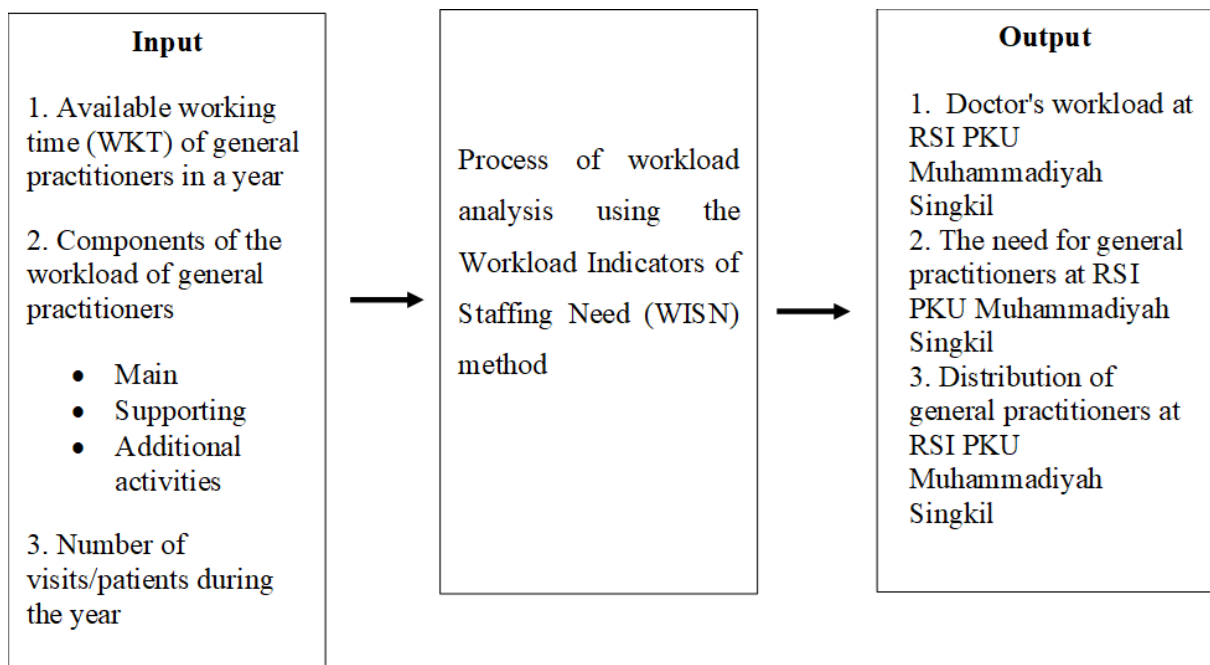 Input
1. Available working
time (WKT) of general
practitioners in a year
2. Components of the
workload of general
practitioners
• Main
• Supporting
• Additional
activities
3. Number of
visits/patients during
the year
Process of workload
analysis using the
Workload Indicators of
Staffing Need (WISN)
method
Output
1. Doctor's workload at
RSI PKU
Muhammadiyah
Singkil
2. The need for general
practitioners at RSI
PKU Muhammadiyah
Singkil
3. Distribution of
general practitioners at
RSI PKU
Muhammadiyah
Singkil